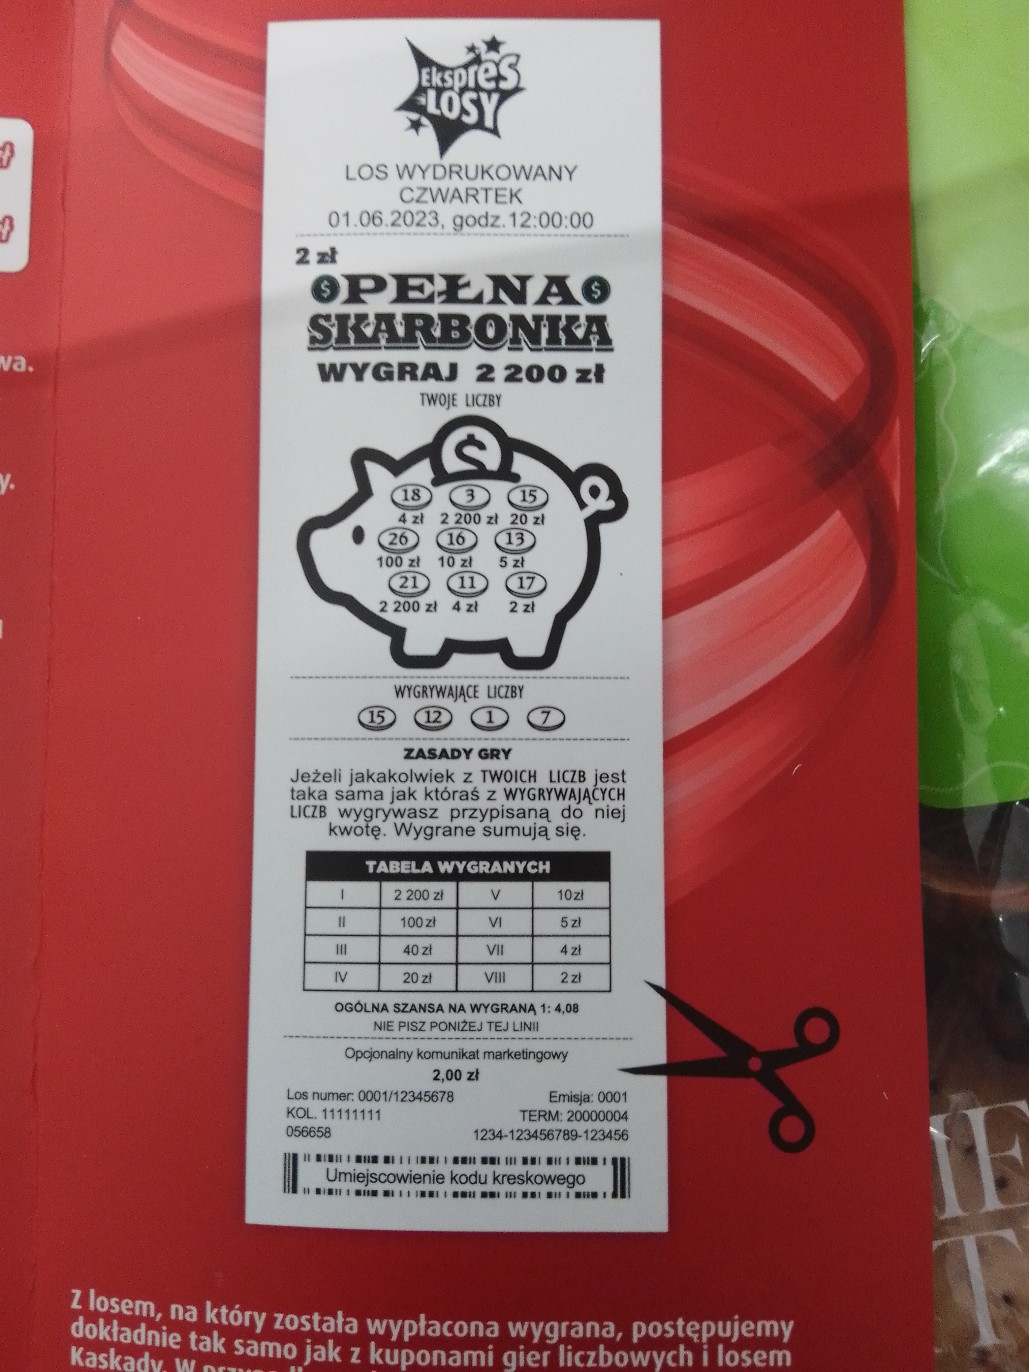 Ekspres
LOSY
LOS WYDRUKOWANY
CZWARTEK
01.06.2023, godz.12:00:00
2 zł
$ PEŁNA $
SKARBONKA
WYGRAJ 2 200 zł
TWOJE LICZBY
$
18 3 15
4 zł 2 200 zł 20 zł
26 16 13
100 zł 10 zł 5 zł
21 11 17
2 200 zł 4 zł 2 zł
WYGRYWAJĄCE LICZBY
15 12 1 7
ZASADY GRY
Jeżeli jakakolwiek z TWOICH LICZB jest
taka sama jak któraś z WYGRYWAJĄCYCH
LICZB wygrywasz przypisaną do niej
kwotę. Wygrane sumują się.
TABELA WYGRANYCH
I 2 200 zł V 10 zł
II 100 zł VI 5 zł
III 40 zł VII 4 zł
IV 20 zł VIII 2 zł
OGÓLNA SZANSA NA WYGRANĄ 1: 4,08
NIE PISZ PONIŻEJ TEJ LINII
Opcjonalny komunikat marketingowy
2,00 zł
Los numer: 0001/12345678 Emisja: 0001
KOL. 11111111 TERM: 20000004
056658 1234-123456789-123456
Umiejscowienie kodu kreskowego
Z losem, na który została wypłacona wygrana, postępujemy
dokładnie tak samo jak z kuponami gier liczbowych i losem
Kaskady. W